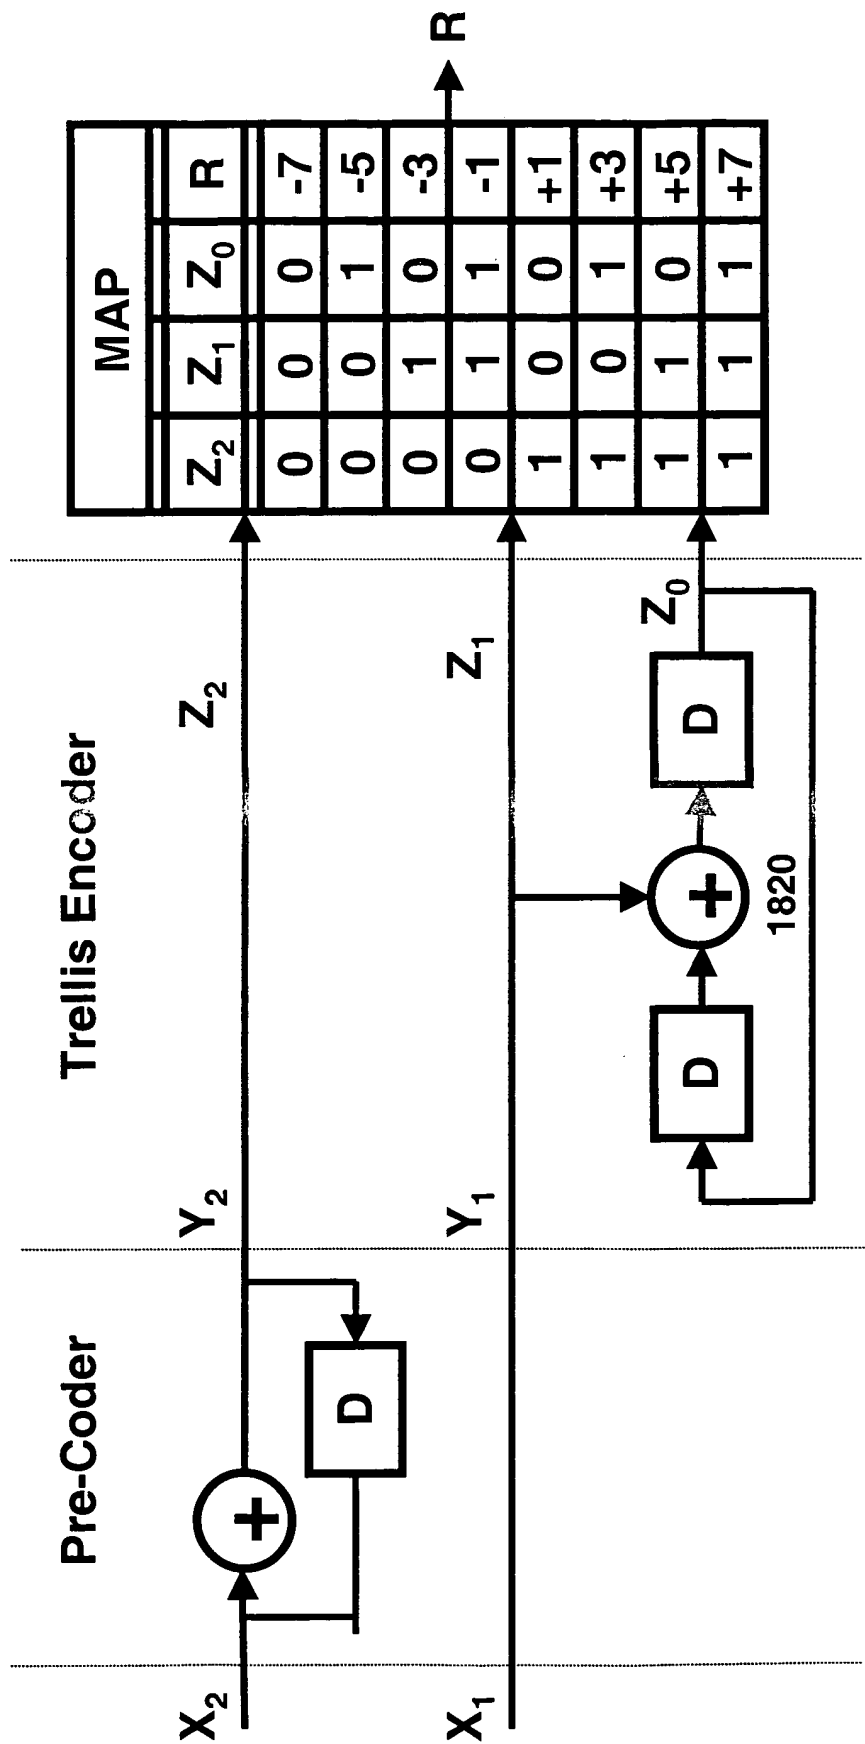 Pre-Coder
Trellis Encoder
X2
Y2
Z2
X1
Y1
Z1
+
D
D
+
D
Z0
1820
MAP
Z2 Z1 Z0 R
0 0 0 -7
0 0 1 -5
0 1 0 -3
0 1 1 -1
1 0 0 +1
1 0 1 +3
1 1 0 +5
1 1 1 +7
R